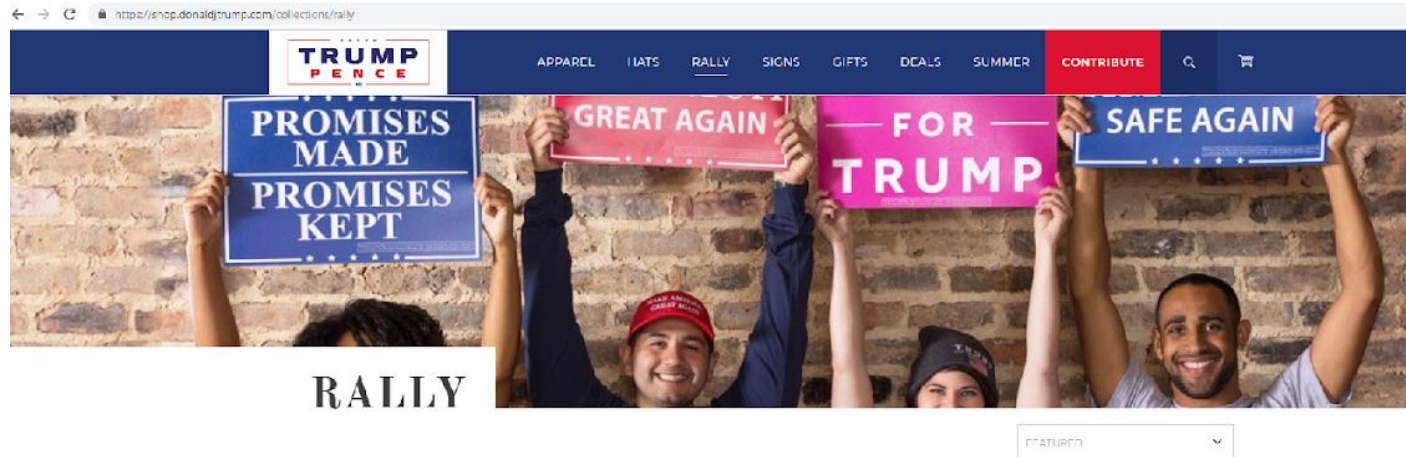 https://shop.donaldjtrump.com/collections/rally
TRUMP
PENCE
APPAREL HATS RALLY SIGNS GIFTS DEALS SUMMER CONTRIBUTE
PROMISES
MADE
PROMISES
KEPT
GREAT AGAIN
FOR
TRUMP
SAFE AGAIN
MAKE AMERICA
GREAT AGAIN
TRUMP
RALLY
FEATURED